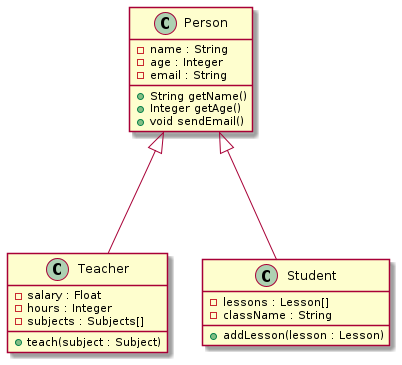 C Person
name : String
age : Integer
email : String
String getName()
Integer getAge()
void sendEmail()
C Teacher
salary : Float
hours : Integer
subjects : Subjects[]
teach(subject : Subject)
C Student
lessons : Lesson[]
className : String
addLesson(lesson : Lesson)